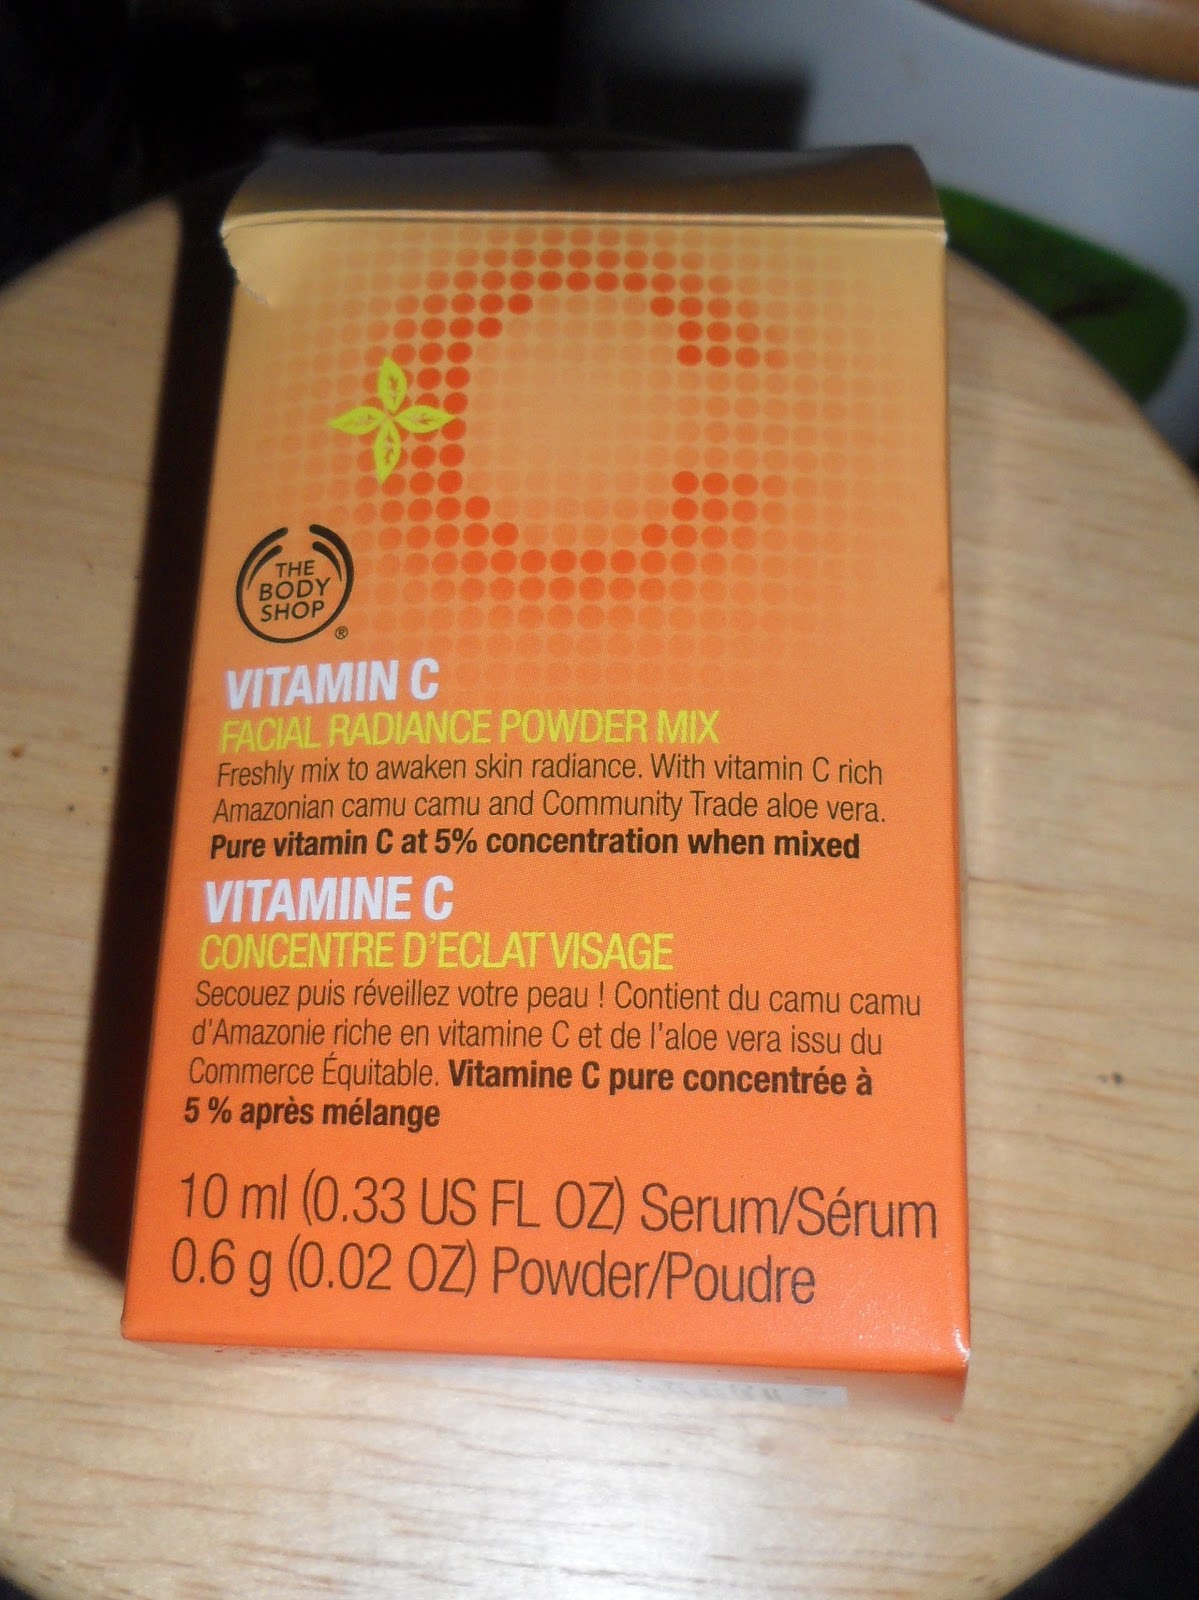 THE
BODY
SHOP
®
VITAMIN C
FACIAL RADIANCE POWDER MIX
Freshly mix to awaken skin radiance. With vitamin C rich
Amazonian camu camu and Community Trade aloe vera.
Pure vitamin C at 5% concentration when mixed
VITAMINE C
CONCENTRE D'ECLAT VISAGE
Secouez puis réveillez votre peau ! Contient du camu camu
d'Amazonie riche en vitamine C et de l'aloe vera issu du
Commerce Équitable. Vitamine C pure concentrée à
5 % après mélange
10 ml (0.33 US FL OZ) Serum/Sérum
0.6 g (0.02 OZ) Powder/Poudre